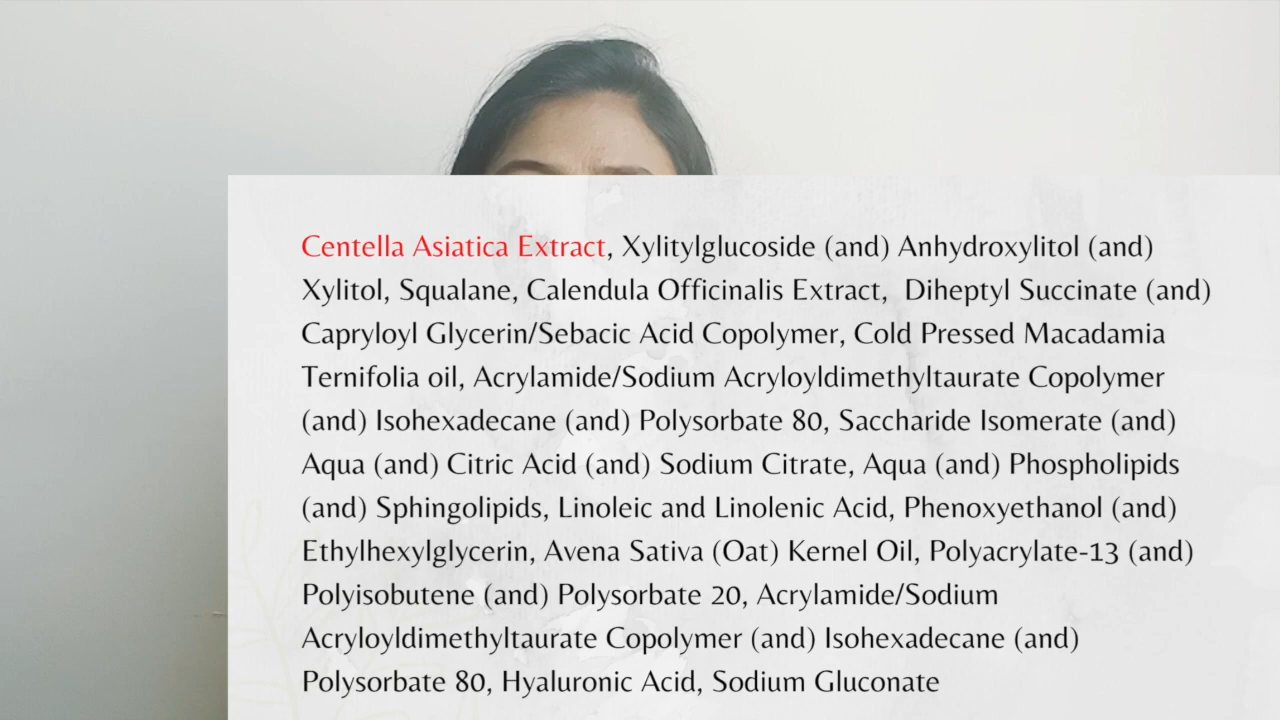 Centella Asiatica Extract, Xylitylglucoside (and) Anhydroxylitol (and)
Xylitol, Squalane, Calendula Officinalis Extract, Diheptyl Succinate (and)
Capryloyl Glycerin/Sebacic Acid Copolymer, Cold Pressed Macadamia
Ternifolia oil, Acrylamide/Sodium Acryloyldimethyltaurate Copolymer
(and) Isohexadecane (and) Polysorbate 80, Saccharide Isomerate (and)
Aqua (and) Citric Acid (and) Sodium Citrate, Aqua (and) Phospholipids
(and) Sphingolipids, Linoleic and Linolenic Acid, Phenoxyethanol (and)
Ethylhexylglycerin, Avena Sativa (Oat) Kernel Oil, Polyacrylate-13 (and)
Polyisobutene (and) Polysorbate 20, Acrylamide/Sodium
Acryloyldimethyltaurate Copolymer (and) Isohexadecane (and)
Polysorbate 80, Hyaluronic Acid, Sodium Gluconate